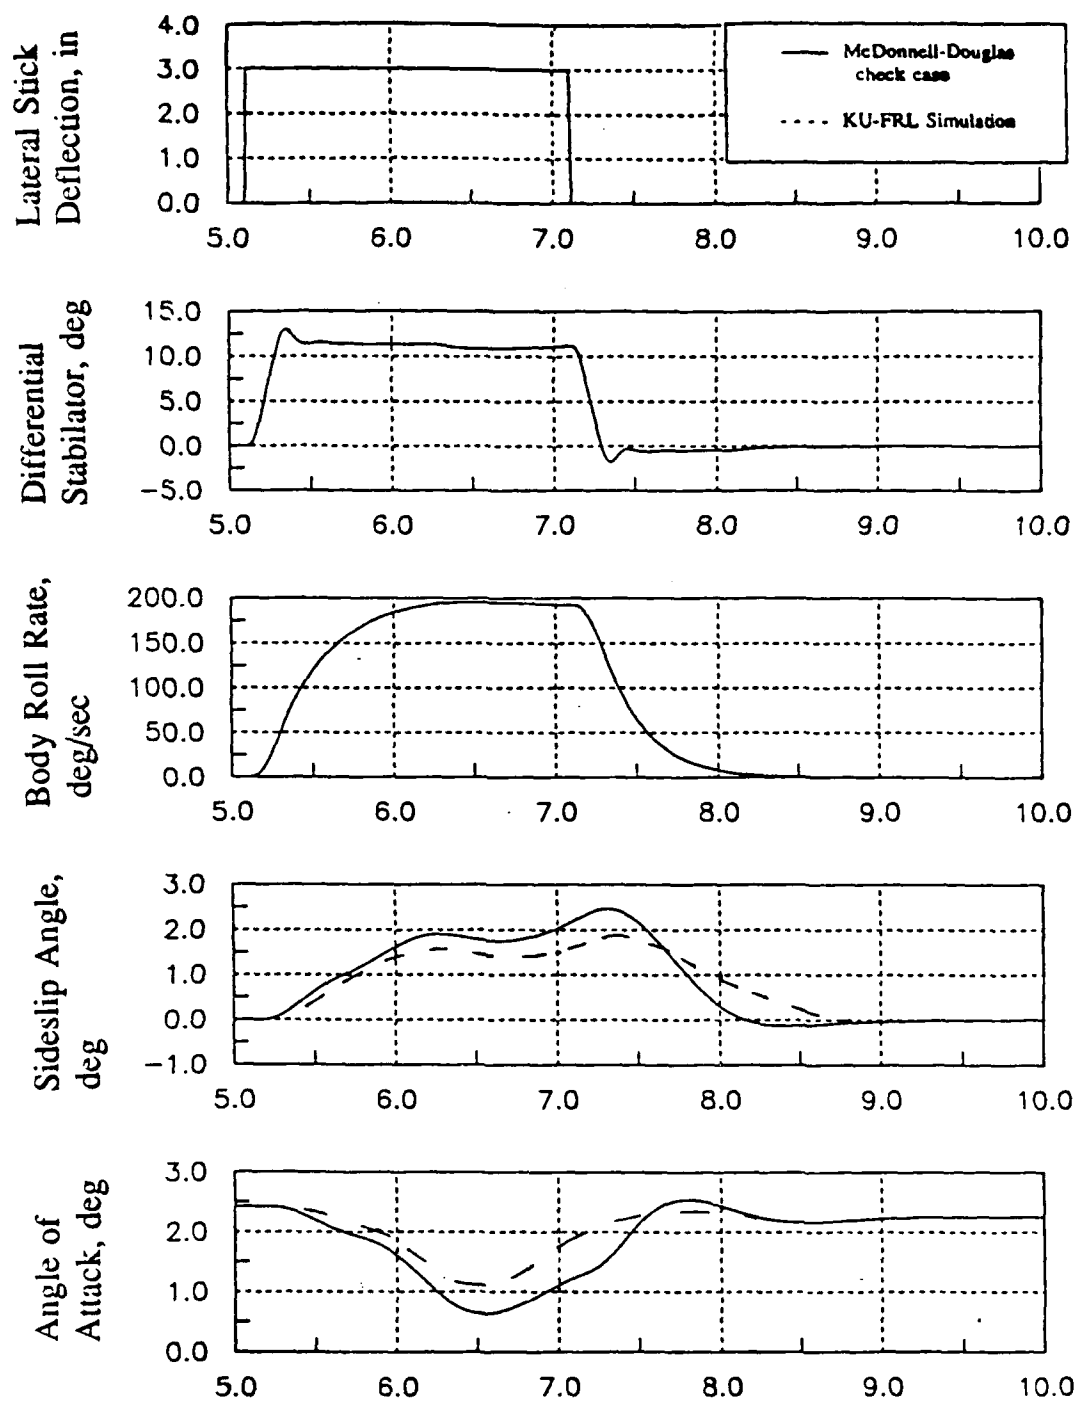 Lateral Stick
Deflection, in
4.0
3.0
2.0
1.0
0.0
5.0 6.0 7.0 8.0 9.0 10.0
McDonnell-Douglas
check case
KU-FRL Simulation
Differential
Stabilator, deg
15.0
10.0
5.0
0.0
-5.0
5.0 6.0 7.0 8.0 9.0 10.0
Body Roll Rate,
deg/sec
200.0
150.0
100.0
50.0
0.0
5.0 6.0 7.0 8.0 9.0 10.0
Sideslip Angle,
deg
3.0
2.0
1.0
0.0
-1.0
5.0 6.0 7.0 8.0 9.0 10.0
Angle of
Attack, deg
3.0
2.0
1.0
0.0
5.0 6.0 7.0 8.0 9.0 10.0